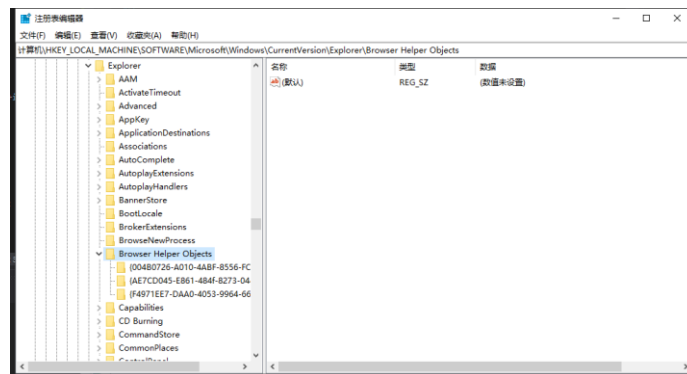 注册表编辑器
文件(F) 编辑(E) 查看(V) 收藏夹(A) 帮助(H)
计算机\HKEY_LOCAL_MACHINE\SOFTWARE\Microsoft\Windows\CurrentVersion\Explorer\Browser Helper Objects
Explorer
AAM
ActivateTimeout
Advanced
AppKey
ApplicationDestinations
Associations
AutoComplete
AutoplayExtensions
AutoplayHandlers
BannerStore
BootLocale
BrokerExtensions
BrowseNewProcess
Browser Helper Objects
{004B0726-A010-4ABF-8556-FC
{AE7CD045-E861-484f-8273-04
{F4971EE7-DAA0-4053-9964-66
Capabilities
CD Burning
CommandStore
CommonPlaces
ControlPanel
名称 类型 数据
(默认) REG_SZ (数值未设置)